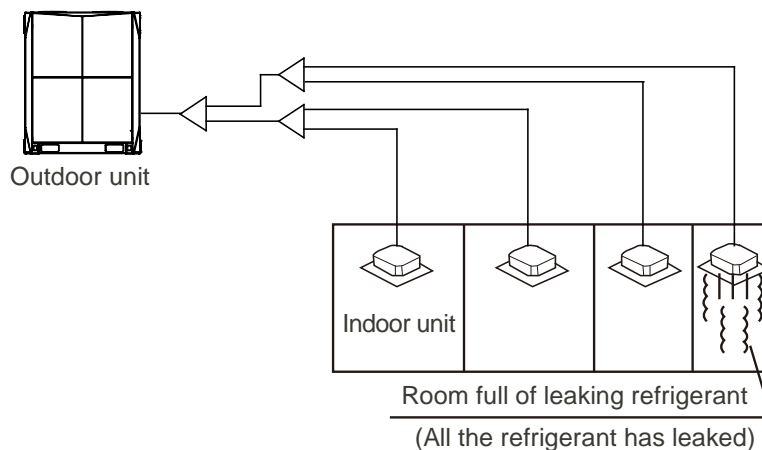 Outdoor unit
Indoor unit
Room full of leaking refrigerant
(All the refrigerant has leaked)